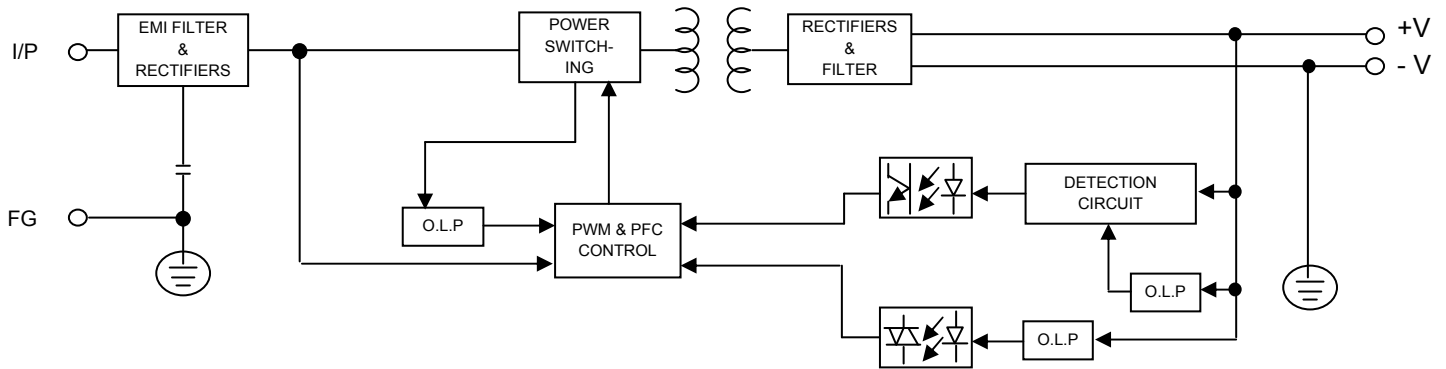 I/P
EMI FILTER
&
RECTIFIERS
POWER
SWITCH-
ING
RECTIFIERS
&
FILTER
+V
- V
FG
O.L.P
PWM & PFC
CONTROL
DETECTION
CIRCUIT
O.L.P
O.L.P